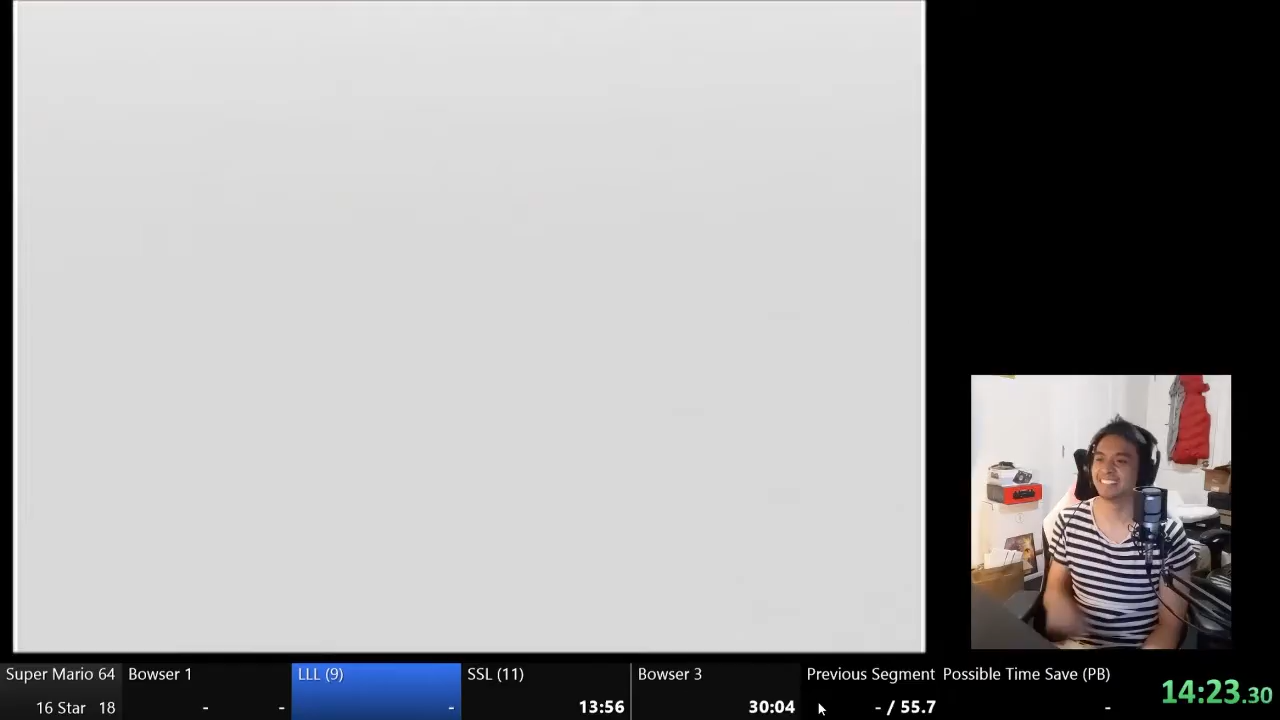 Super Mario 64 Bowser 1 LLL (9) SSL (11) Bowser 3 Previous Segment Possible Time Save (PB) 14:23.30
16 Star 18 - - - 13:56 30:04 - / 55.7 -